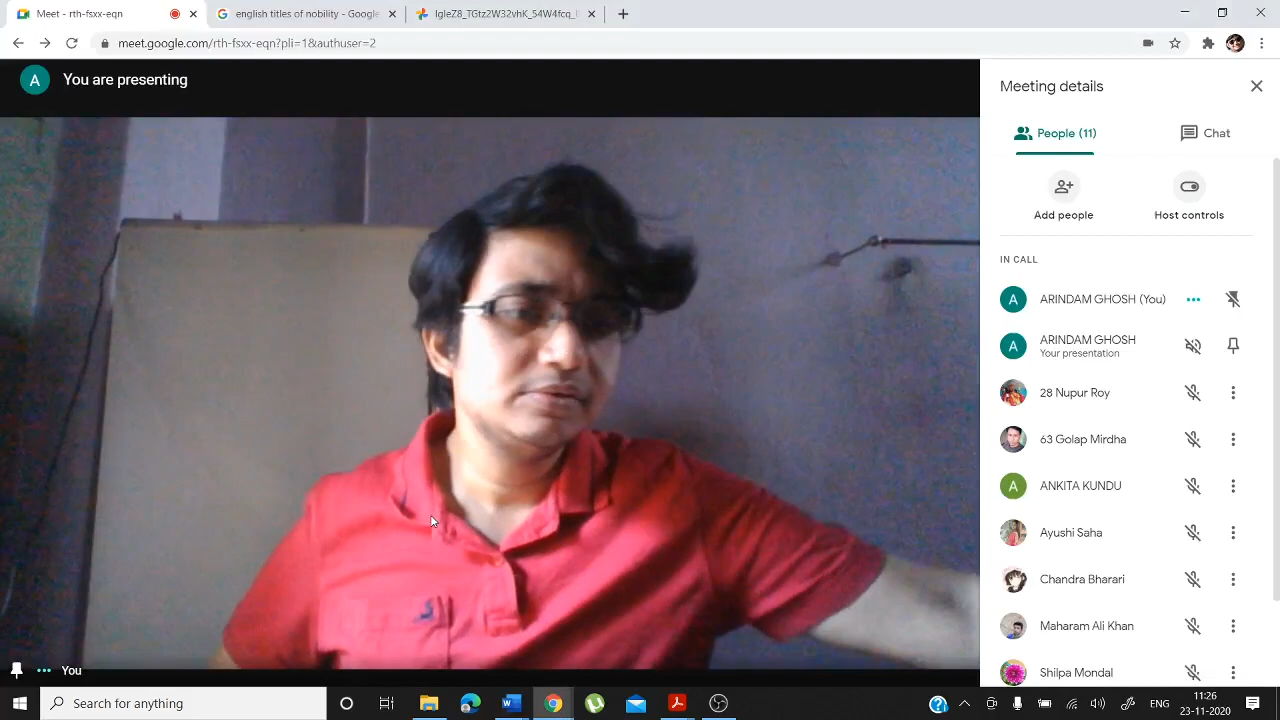 Meet - rth-fsxx-eqn
english titles of nobility - Google
meet.google.com/rth-fsxx-eqn?pli=1&authuser=2
A
You are presenting
You
Meeting details
People (11)
Chat
Add people
Host controls
IN CALL
A ARINDAM GHOSH (You)
A ARINDAM GHOSH
Your presentation
28 Nupur Roy
63 Golap Mirdha
A ANKITA KUNDU
Ayushi Saha
Chandra Bharari
Maharam Ali Khan
Shilpa Mondal
Search for anything
ENG
11:26
23-11-2020